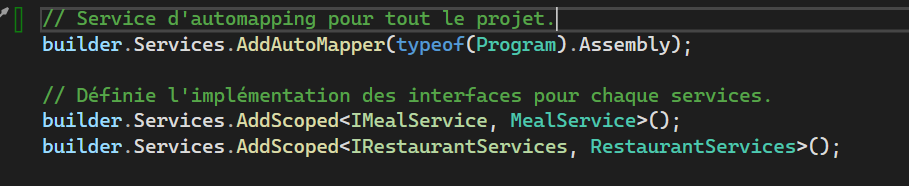 // Service d'automapping pour tout le projet.
builder.Services.AddAutoMapper(typeof(Program).Assembly);
// Définie l'implémentation des interfaces pour chaque services.
builder.Services.AddScoped<IMealService, MealService>();
builder.Services.AddScoped<IRestaurantServices, RestaurantServices>();